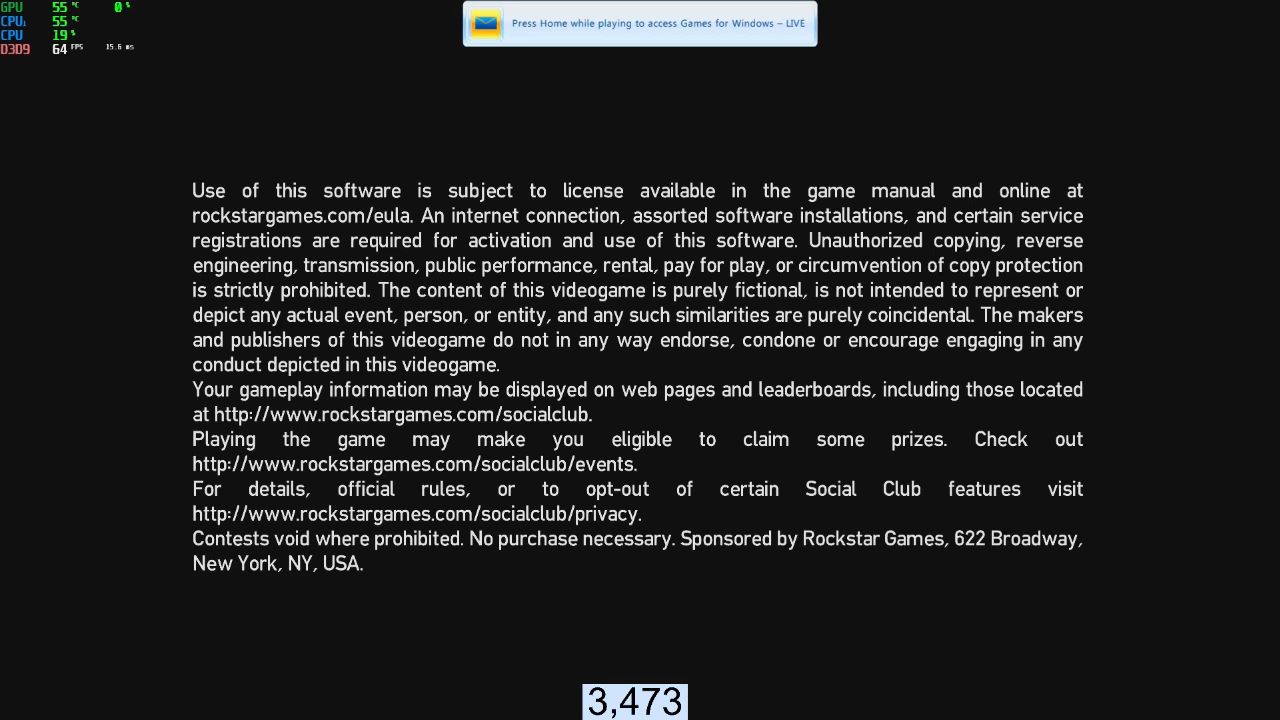 GPU 55 °C 0 %
CPU1 55 °C
CPU 19 %
D3D9 64 FPS 15.6 ms
Press Home while playing to access Games for Windows – LIVE
Use of this software is subject to license available in the game manual and online at
rockstargames.com/eula. An internet connection, assorted software installations, and certain service
registrations are required for activation and use of this software. Unauthorized copying, reverse
engineering, transmission, public performance, rental, pay for play, or circumvention of copy protection
is strictly prohibited. The content of this videogame is purely fictional, is not intended to represent or
depict any actual event, person, or entity, and any such similarities are purely coincidental. The makers
and publishers of this videogame do not in any way endorse, condone or encourage engaging in any
conduct depicted in this videogame.
Your gameplay information may be displayed on web pages and leaderboards, including those located
at http://www.rockstargames.com/socialclub.
Playing the game may make you eligible to claim some prizes. Check out
http://www.rockstargames.com/socialclub/events.
For details, official rules, or to opt-out of certain Social Club features visit
http://www.rockstargames.com/socialclub/privacy.
Contests void where prohibited. No purchase necessary. Sponsored by Rockstar Games, 622 Broadway,
New York, NY, USA.
3,473